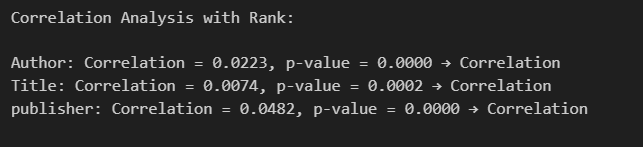 Correlation Analysis with Rank:
Author: Correlation = 0.0223, p-value = 0.0000 → Correlation
Title: Correlation = 0.0074, p-value = 0.0002 → Correlation
publisher: Correlation = 0.0482, p-value = 0.0000 → Correlation